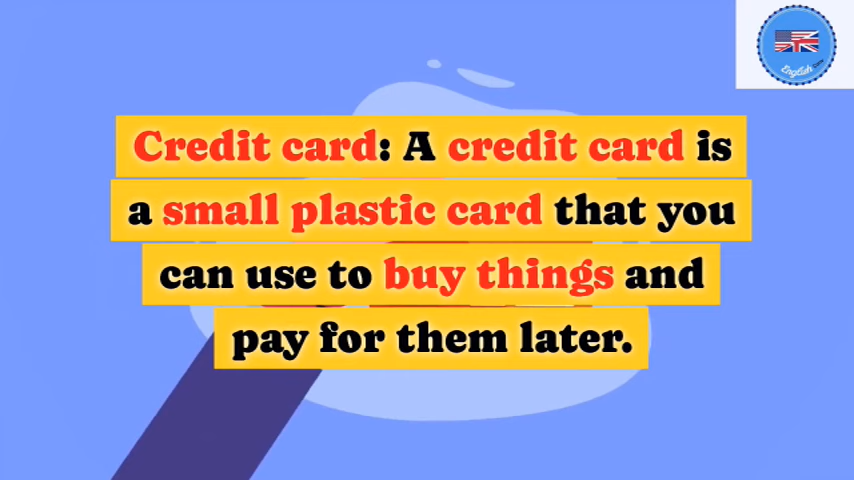 English
Credit card: A credit card is
a small plastic card that you
can use to buy things and
pay for them later.